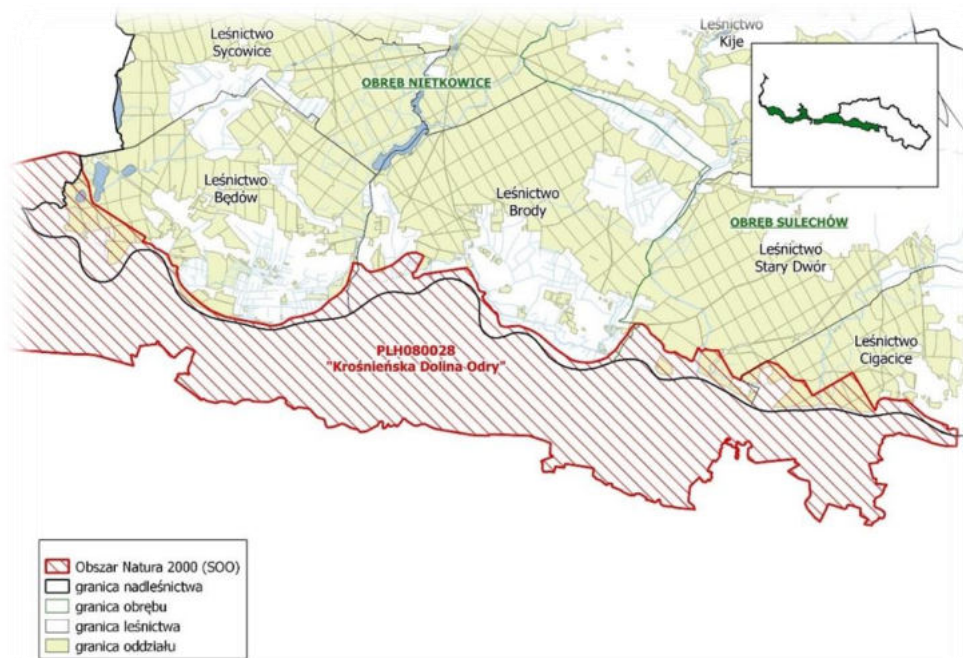 Leśnictwo
Sycowice
Leśnictwo
Kije
OBRĘB NIETKOWICE
Leśnictwo
Będów
Leśnictwo
Brody
OBRĘB SULECHÓW
Leśnictwo
Stary Dwór
Leśnictwo
Cigacice
PLH080028
"Krośnieńska Dolina Odry"
Obszar Natura 2000 (SOO)
granica nadleśnictwa
granica obrębu
granica leśnictwa
granica oddziału